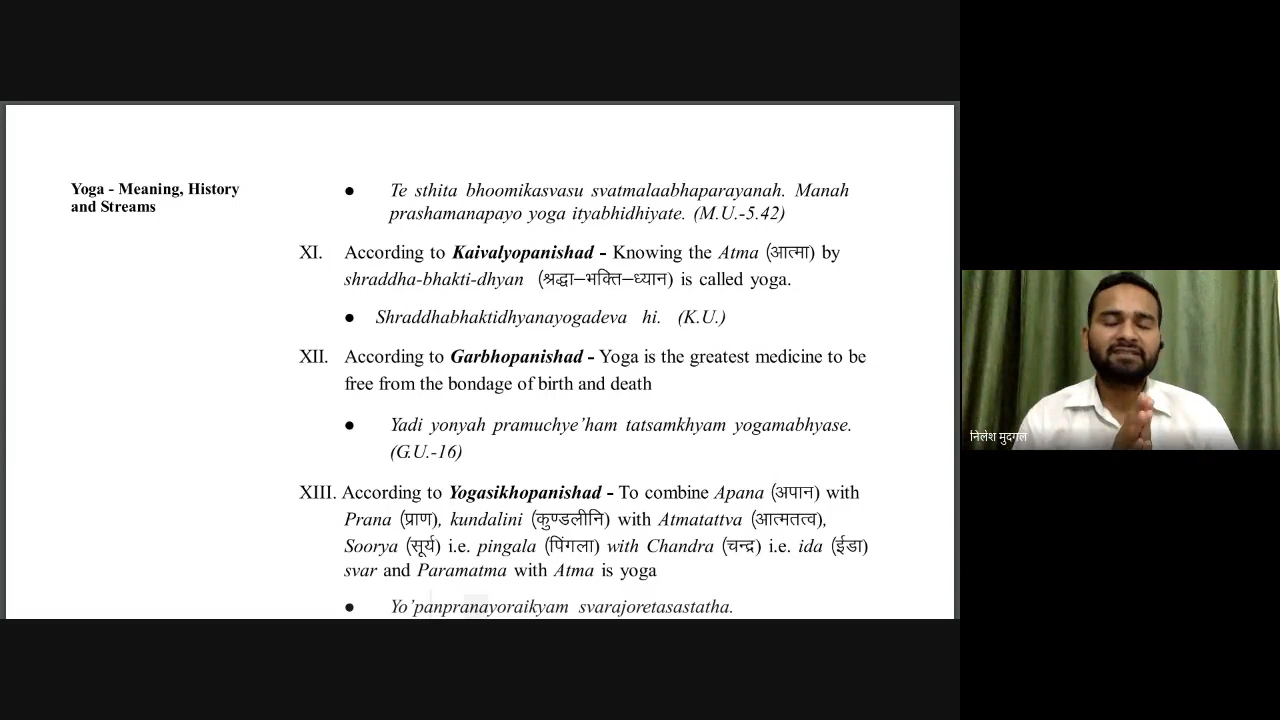 Yoga - Meaning, History
and Streams
● Te sthita bhoomikasvasu svatmalaabhaparayanah. Manah
prashamanapayo yoga ityabhidhiyate. (M.U.-5.42)
XI. According to Kaivalyopanishad - Knowing the Atma (आत्मा) by
shraddha-bhakti-dhyan (श्रद्धा–भक्ति–ध्यान) is called yoga.
● Shraddhabhaktidhyanayogadeva hi. (K.U.)
XII. According to Garbhopanishad - Yoga is the greatest medicine to be
free from the bondage of birth and death
● Yadi yonyah pramuchye’ham tatsamkhyam yogamabhyase.
(G.U.-16)
XIII. According to Yogasikhopanishad - To combine Apana (अपान) with
Prana (प्राण), kundalini (कुण्डलीनि) with Atmatattva (आत्मतत्व),
Soorya (सूर्य) i.e. pingala (पिंगला) with Chandra (चन्द्र) i.e. ida (ईडा)
svar and Paramatma with Atma is yoga
● Yo’panpranayoraikyam svarajoretasastatha.
निलेश मुदगल